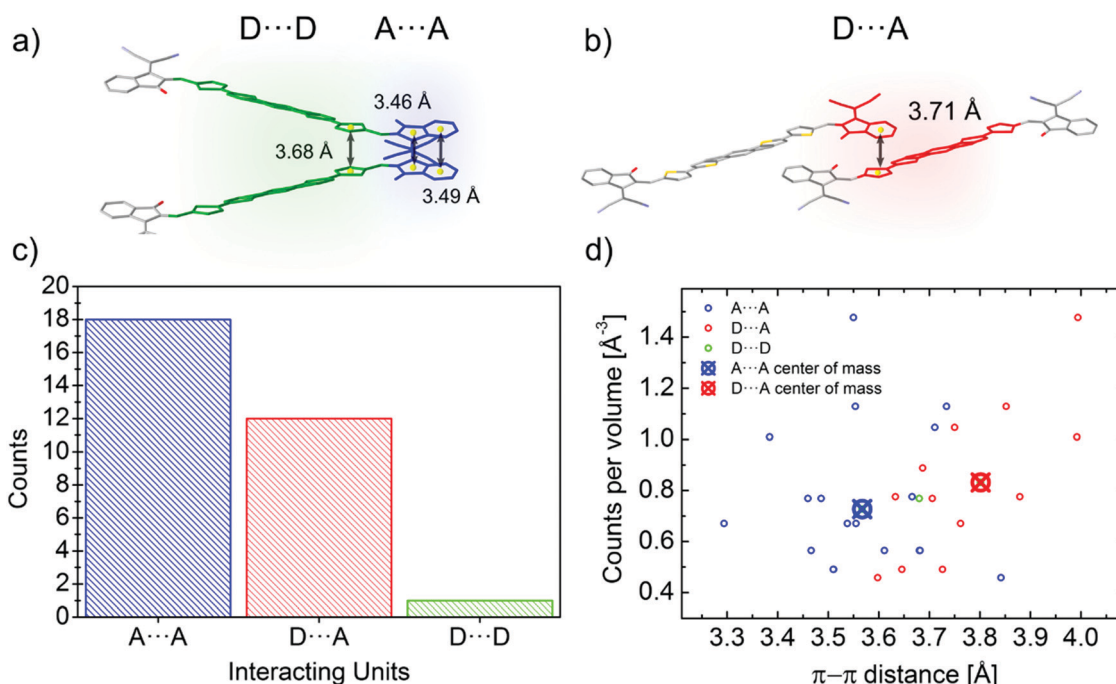 a)
D···D A···A
3.46 Å
3.68 Å
3.49 Å
b)
D···A
3.71 Å
c)
20
18
16
14
12
10
8
6
4
2
0
Counts
A···A D···A D···D
Interacting Units
d)
A···A
D···A
D···D
A···A center of mass
D···A center of mass
1.4
1.2
1.0
0.8
0.6
0.4
Counts per volume [Å⁻³]
3.3 3.4 3.5 3.6 3.7 3.8 3.9 4.0
π−π distance [Å]